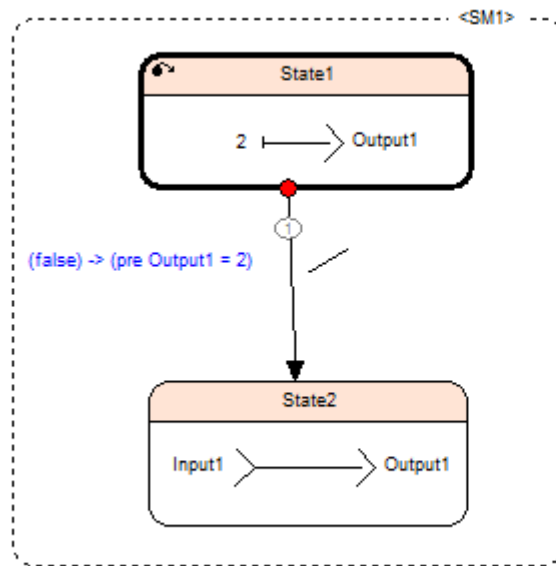 <SM1>
State1
2 Output1
1
(false) -> (pre Output1 = 2)
State2
Input1 Output1